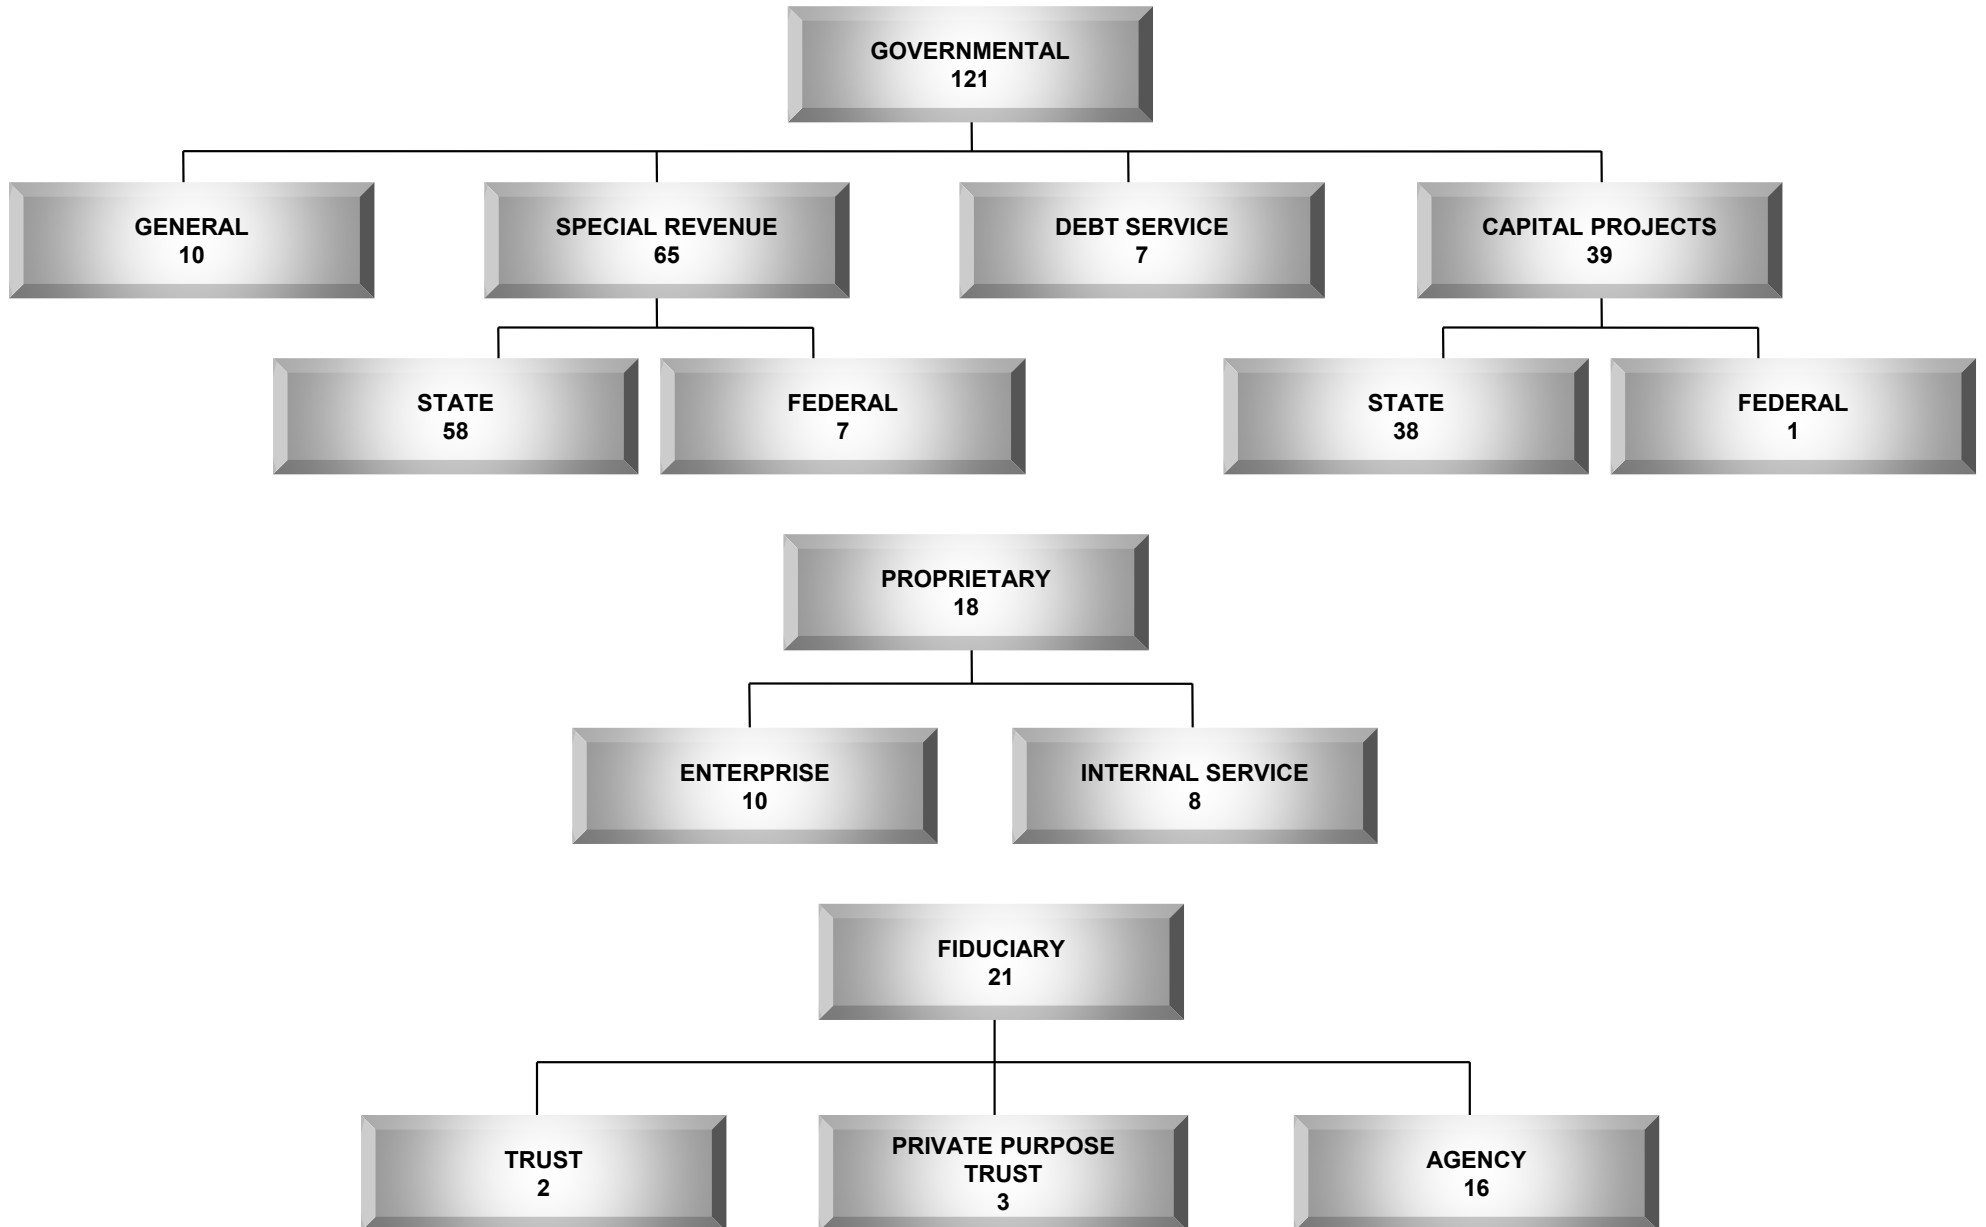 GOVERNMENTAL
121
GENERAL
10
SPECIAL REVENUE
65
DEBT SERVICE
7
CAPITAL PROJECTS
39
STATE
58
FEDERAL
7
STATE
38
FEDERAL
1
PROPRIETARY
18
ENTERPRISE
10
INTERNAL SERVICE
8
FIDUCIARY
21
TRUST
2
PRIVATE PURPOSE
TRUST
3
AGENCY
16